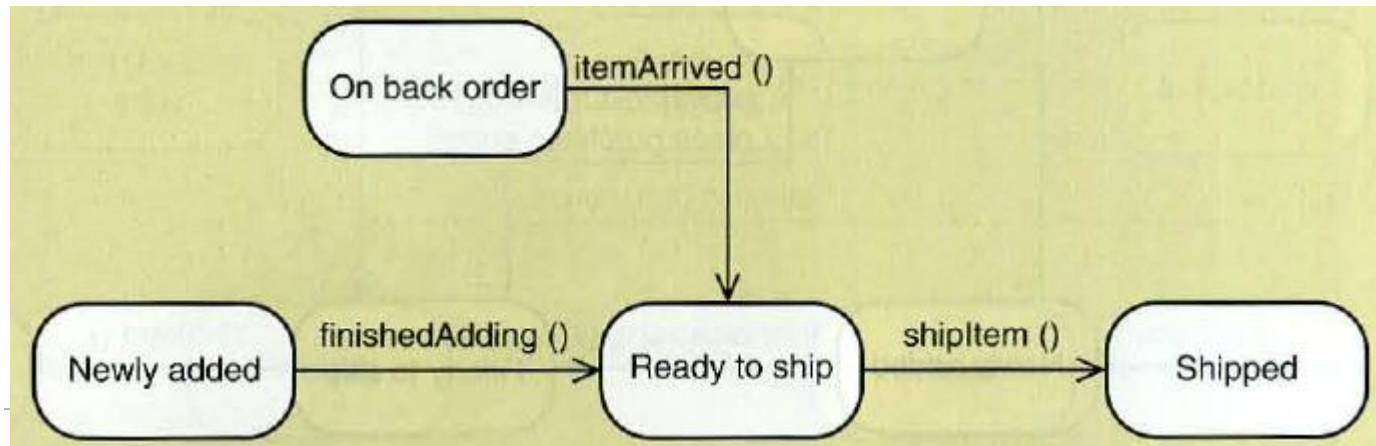 On back order
itemArrived ()
Newly added
finishedAdding ()
Ready to ship
shipItem ()
Shipped